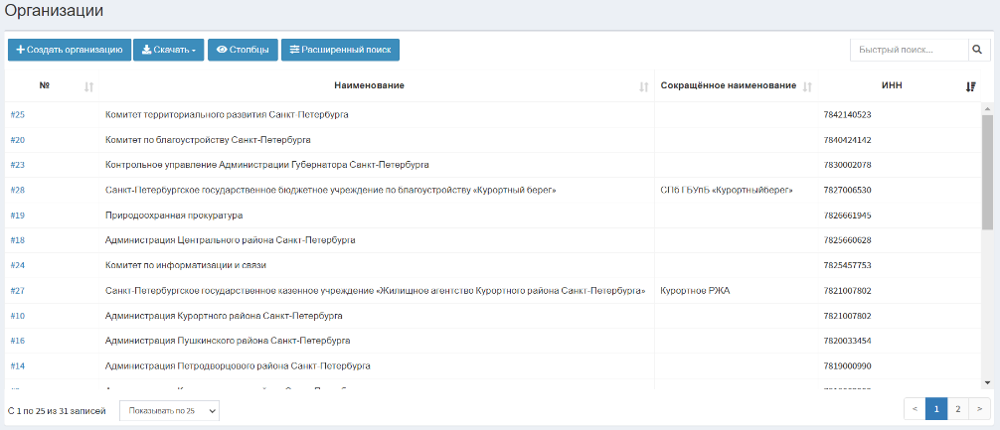 Организации
Создать организацию Скачать Столбцы Расширенный поиск Быстрый поиск...
№ Наименование Сокращённое наименование ИНН
#25 Комитет территориального развития Санкт-Петербурга 7842140523
#20 Комитет по благоустройству Санкт-Петербурга 7840424142
#23 Контрольное управление Администрации Губернатора Санкт-Петербурга 7830002078
#28 Санкт-Петербургское государственное бюджетное учреждение по благоустройству «Курортный берег» СПб ГБУпБ «Курортныйберег» 7827006530
#19 Природоохранная прокуратура 7826661945
#18 Администрация Центрального района Санкт-Петербурга 7825660628
#24 Комитет по информатизации и связи 7825457753
#27 Санкт-Петербургское государственное казенное учреждение «Жилищное агентство Курортного района Санкт-Петербурга» Курортное РЖА 7821007802
#10 Администрация Курортного района Санкт-Петербурга 7821007802
#16 Администрация Пушкинского района Санкт-Петербурга 7820033454
#14 Администрация Петродворцового района Санкт-Петербурга 7819000990
С 1 по 25 из 31 записей Показывать по 25 < 1 2 >